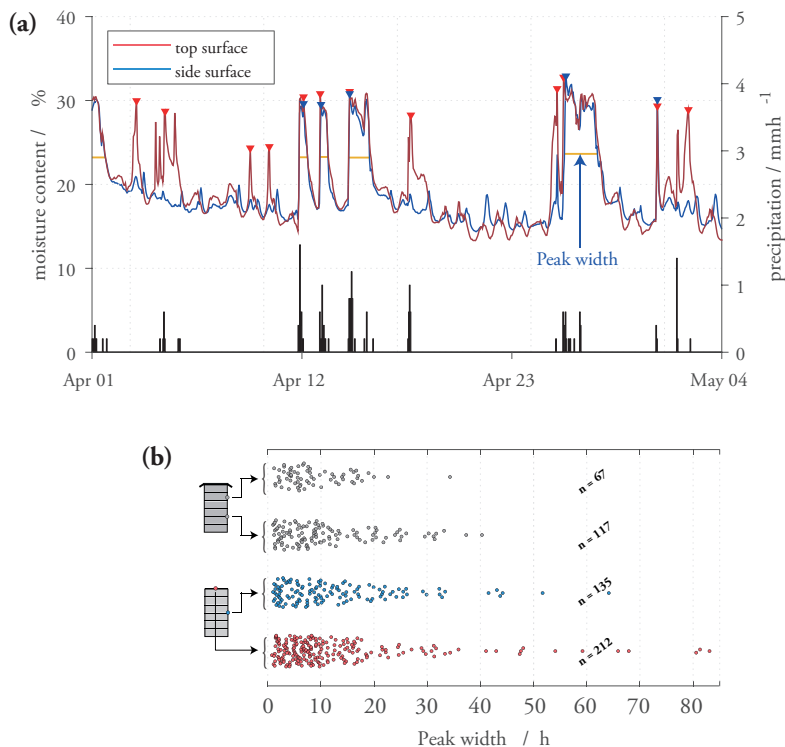 (a)
40
30
20
10
0
moisture content / %
top surface
side surface
Peak width
5
4
3
2
1
0
precipitation / mmh -1
Apr 01
Apr 12
Apr 23
May 04
(b)
n = 67
n = 117
n = 135
n = 212
0 10 20 30 40 50 60 70 80
Peak width / h